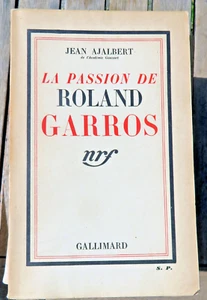 JEAN AJALBERT
de l'Académie Goncourt
LA PASSION DE
ROLAND
GARROS
nrf
GALLIMARD
S. P.